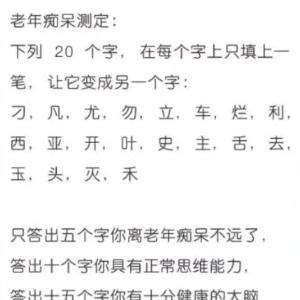 老年痴呆测定：
下列 20 个字，在每个字上只填上一
笔，让它变成另一个字：
刁，凡，尤，勿，立，车，烂，利，
西，亚，开，叶，史，主，舌，去，
玉，头，灭，禾
只答出五个字你离老年痴呆不远了，
答出十个字你具有正常思维能力，
答出十五个字你有十分健康的大脑